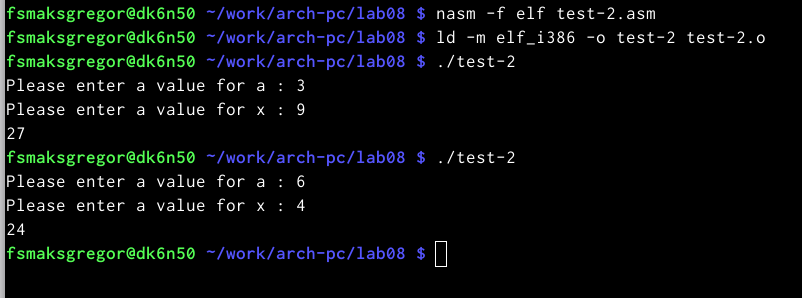 fsmaksgregor@dk6n50 ~/work/arch-pc/lab08 $ nasm -f elf test-2.asm
fsmaksgregor@dk6n50 ~/work/arch-pc/lab08 $ ld -m elf_i386 -o test-2 test-2.o
fsmaksgregor@dk6n50 ~/work/arch-pc/lab08 $ ./test-2
Please enter a value for a : 3
Please enter a value for x : 9
27
fsmaksgregor@dk6n50 ~/work/arch-pc/lab08 $ ./test-2
Please enter a value for a : 6
Please enter a value for x : 4
24
fsmaksgregor@dk6n50 ~/work/arch-pc/lab08 $